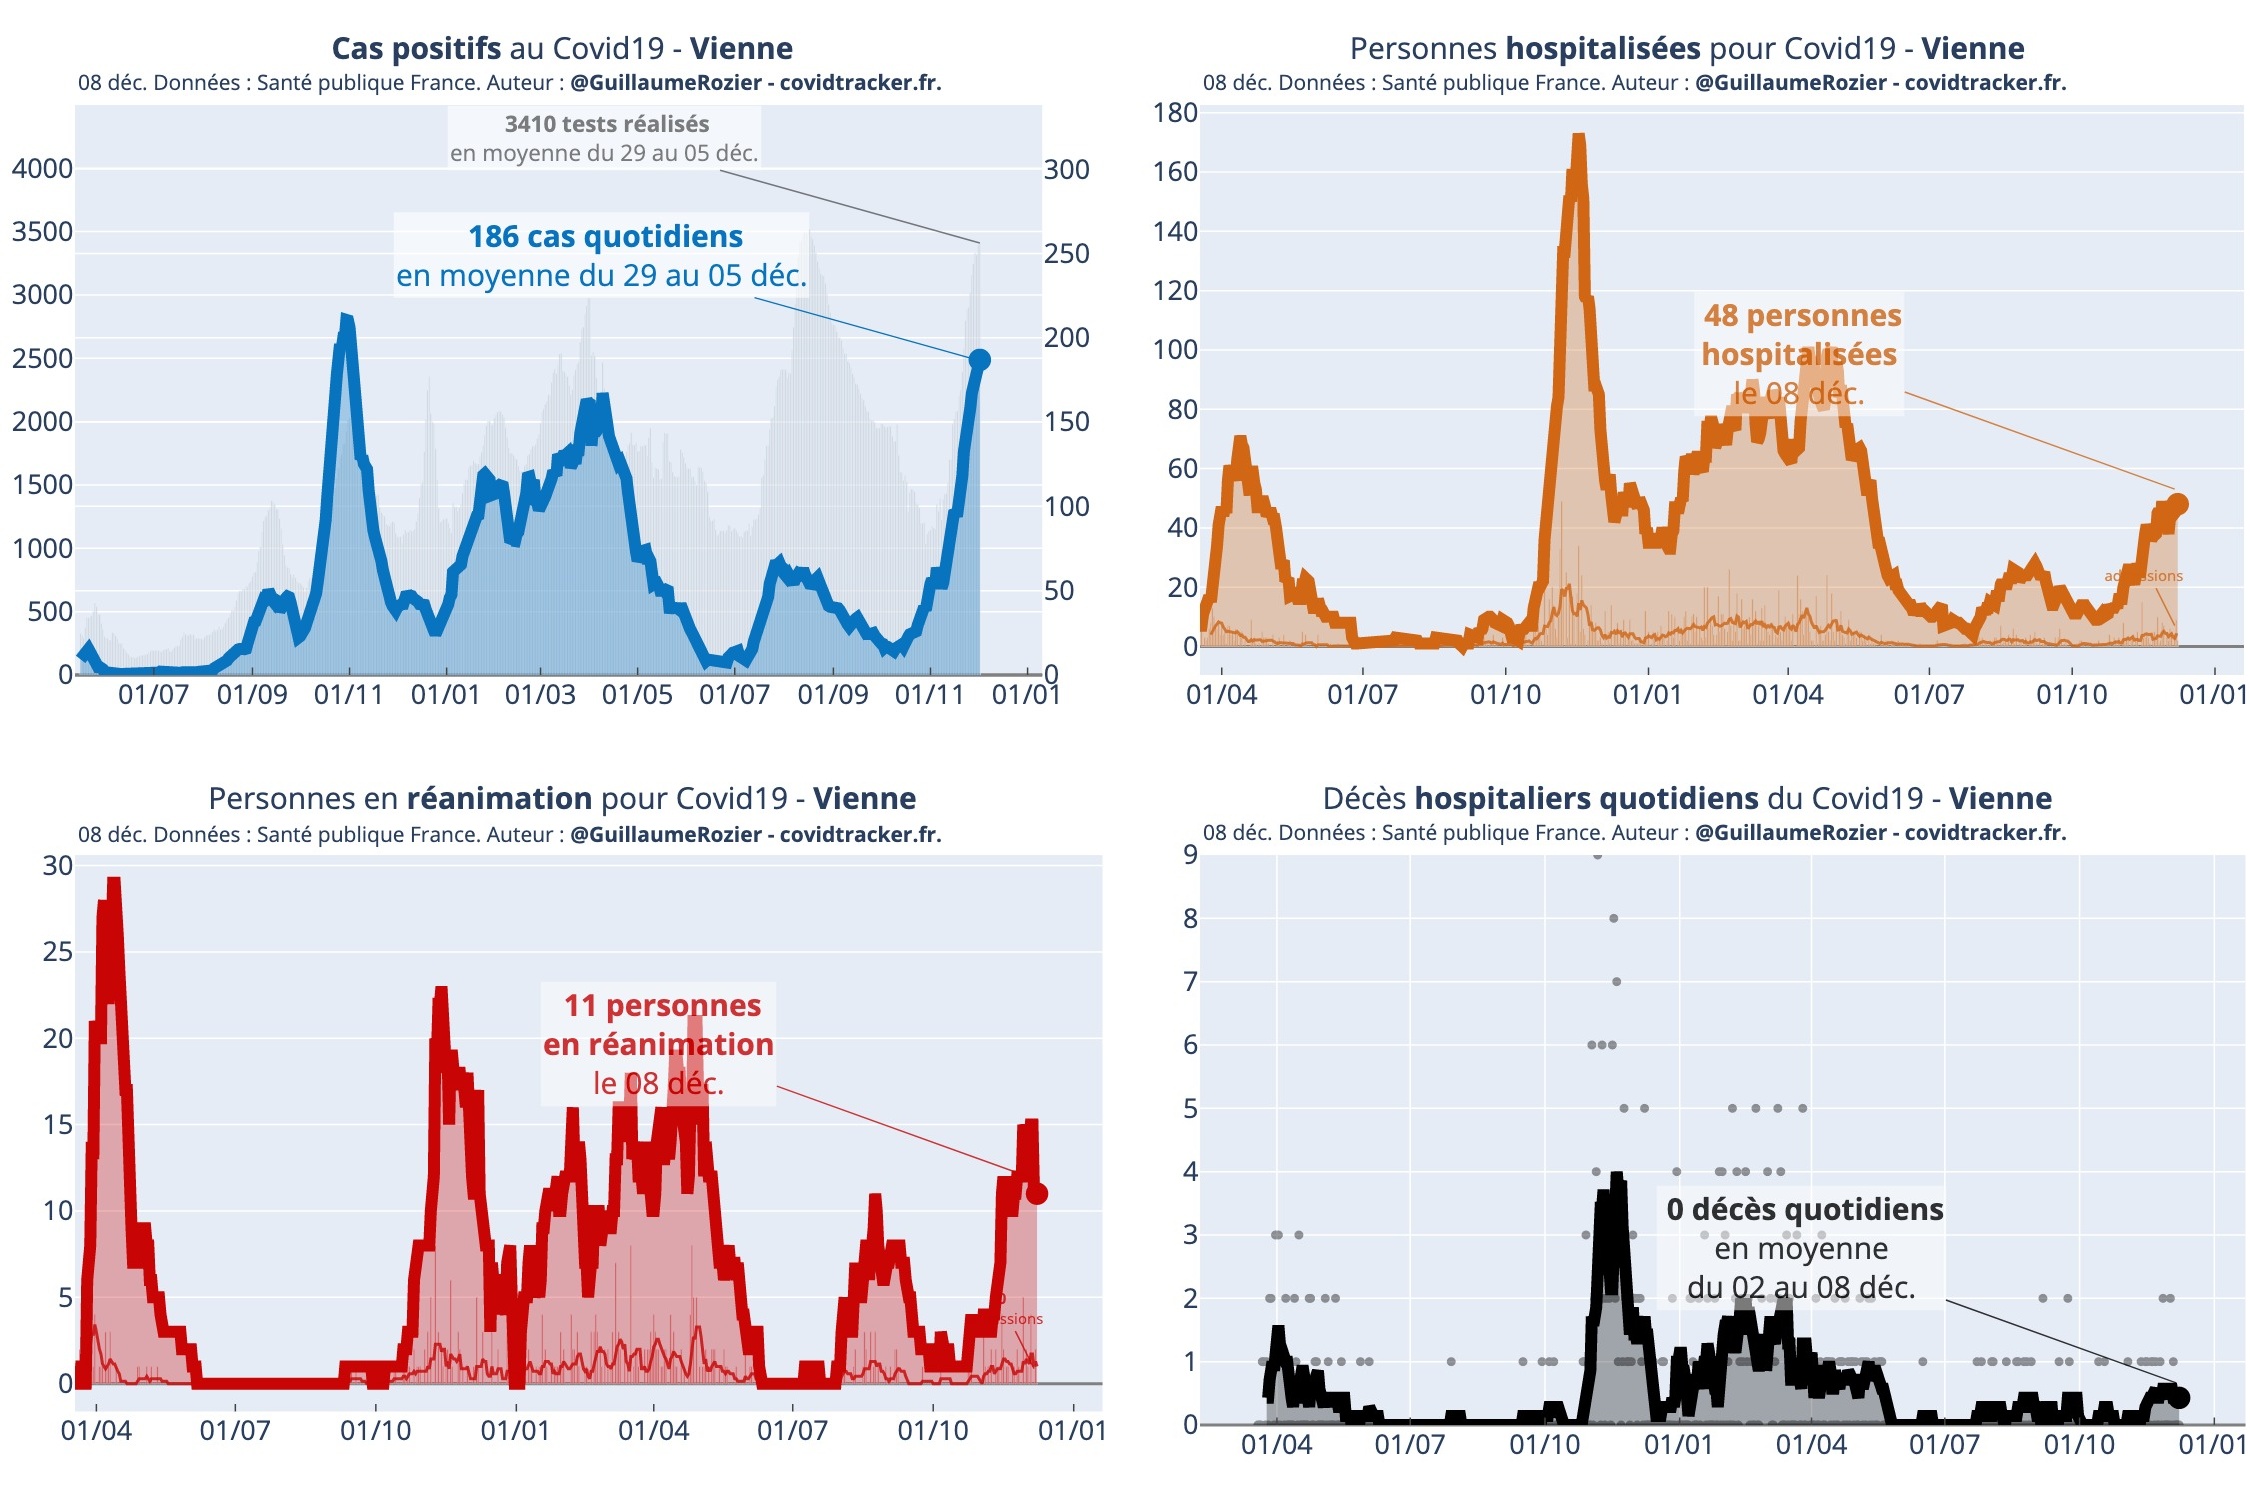 Cas positifs au Covid19 - Vienne
08 déc. Données : Santé publique France. Auteur : @GuillaumeRozier - covidtracker.fr.
3410 tests réalisés
en moyenne du 29 au 05 déc.
186 cas quotidiens
en moyenne du 29 au 05 déc.
4000
3500
3000
2500
2000
1500
1000
500
0
300
250
200
150
100
50
0
01/07 01/09 01/11 01/01 01/03 01/05 01/07 01/09 01/11 01/01
Personnes hospitalisées pour Covid19 - Vienne
08 déc. Données : Santé publique France. Auteur : @GuillaumeRozier - covidtracker.fr.
180
160
140
120
100
80
60
40
20
0
48 personnes
hospitalisées
le 08 déc.
01/04 01/07 01/10 01/01 01/04 01/07 01/10 01/01
Personnes en réanimation pour Covid19 - Vienne
08 déc. Données : Santé publique France. Auteur : @GuillaumeRozier - covidtracker.fr.
30
25
20
15
10
5
0
11 personnes
en réanimation
le 08 déc.
01/04 01/07 01/10 01/01 01/04 01/07 01/10 01/01
Décès hospitaliers quotidiens du Covid19 - Vienne
08 déc. Données : Santé publique France. Auteur : @GuillaumeRozier - covidtracker.fr.
9
8
7
6
5
4
3
2
1
0
0 décès quotidiens
en moyenne
du 02 au 08 déc.
01/04 01/07 01/10 01/01 01/04 01/07 01/10 01/01